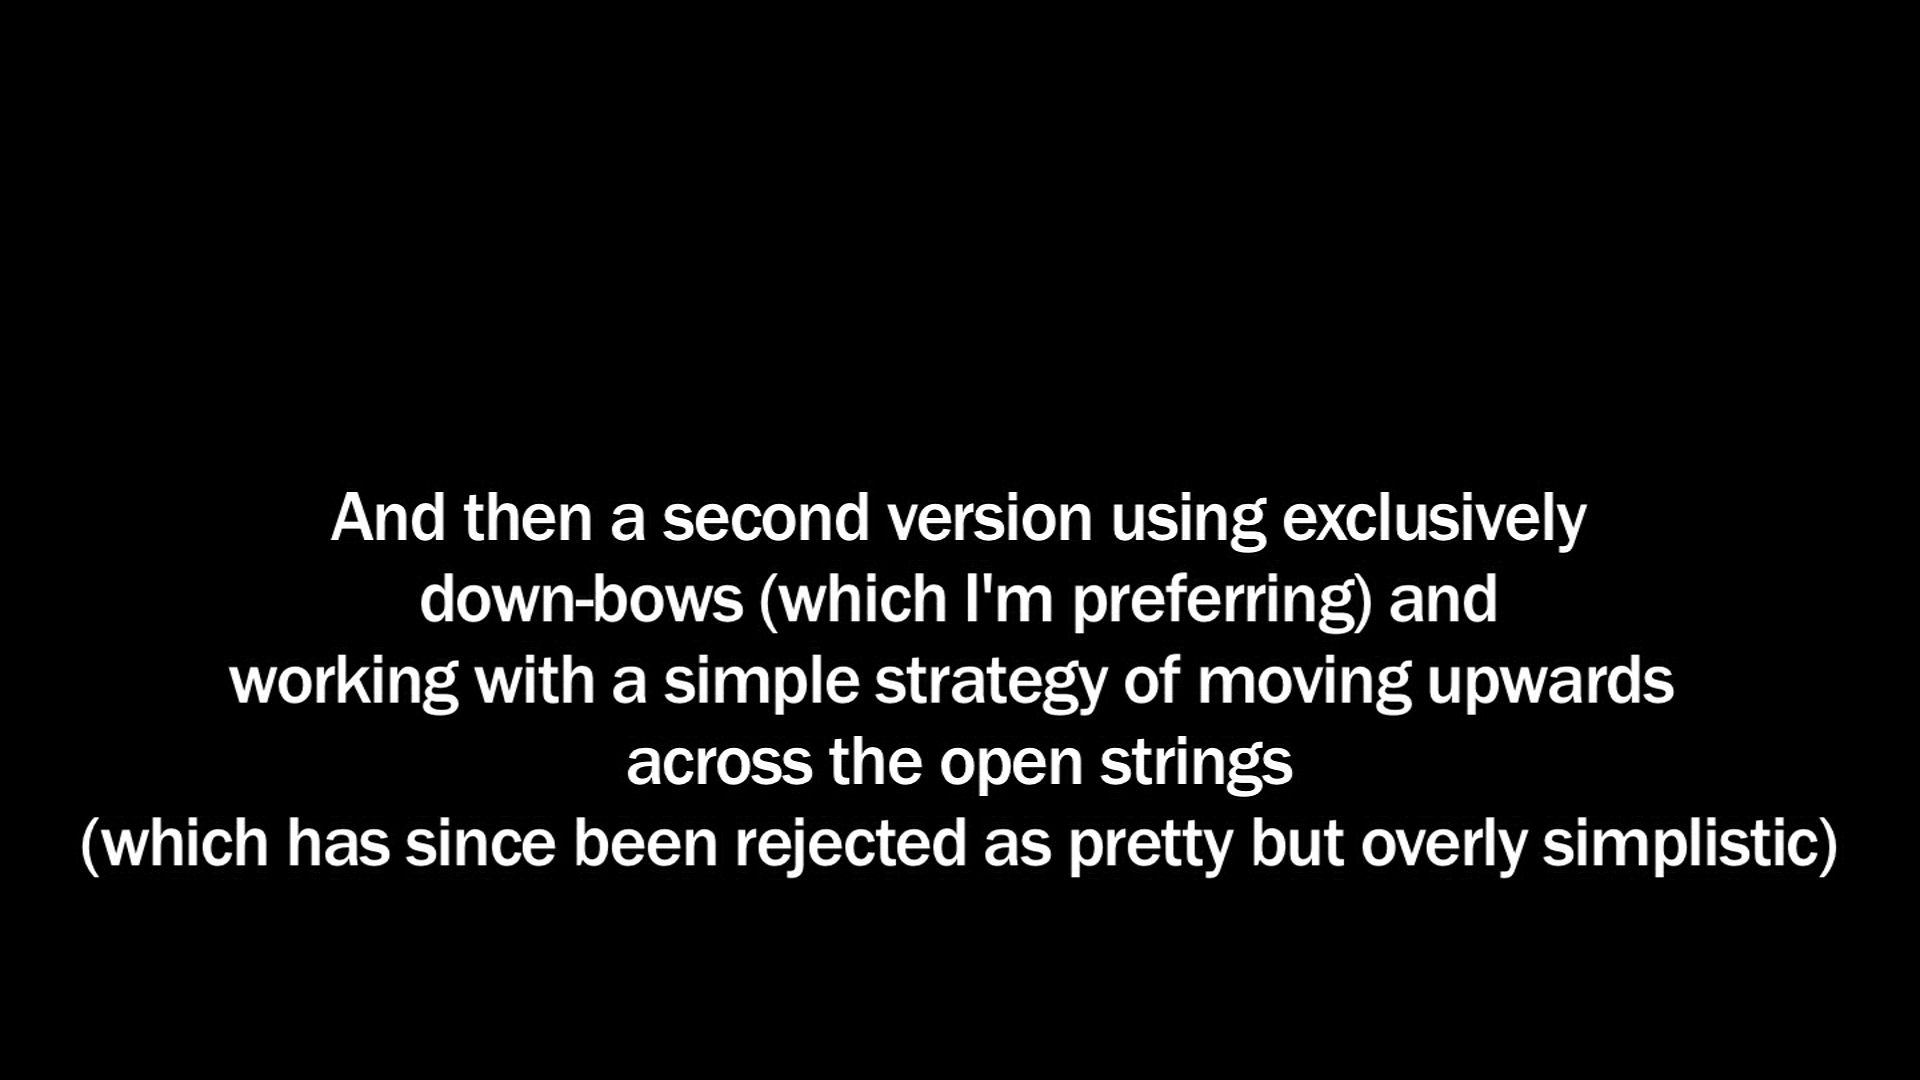 And then a second version using exclusively
down-bows (which I'm preferring) and
working with a simple strategy of moving upwards
across the open strings
(which has since been rejected as pretty but overly simplistic)